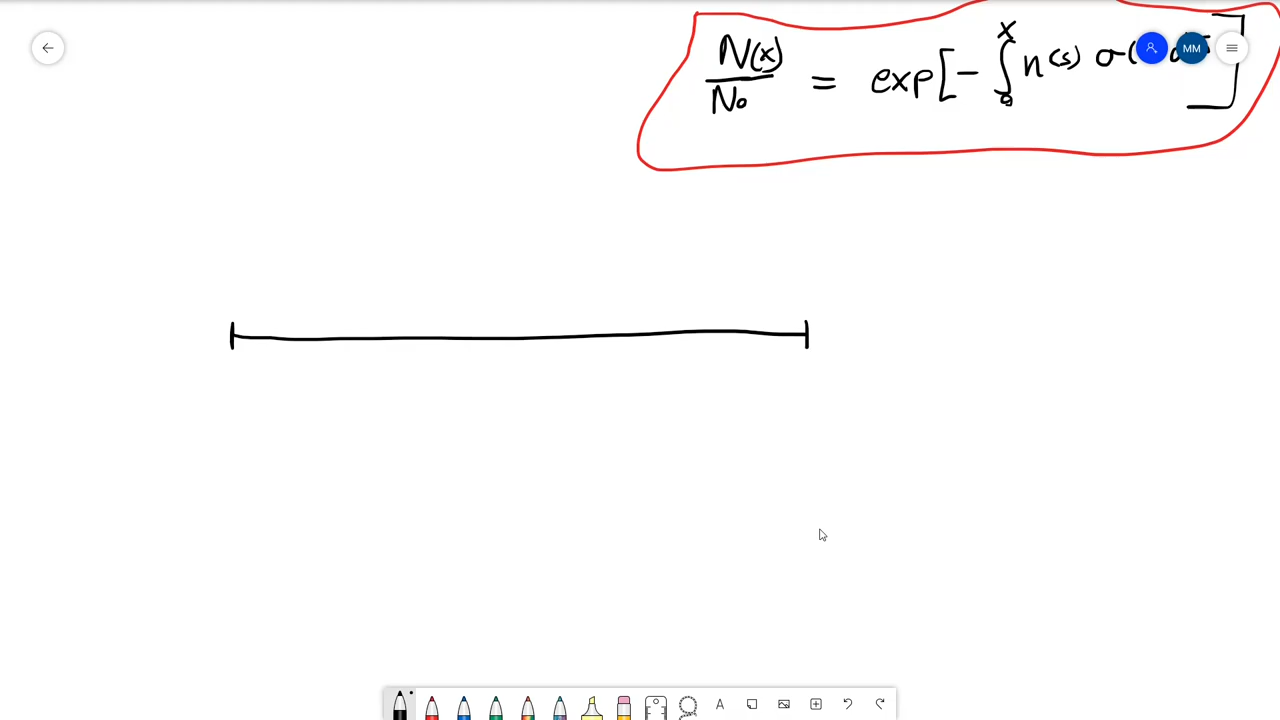 N(x)/N₀ = exp[-∫₀ˣ n(s) σ(
MM
A